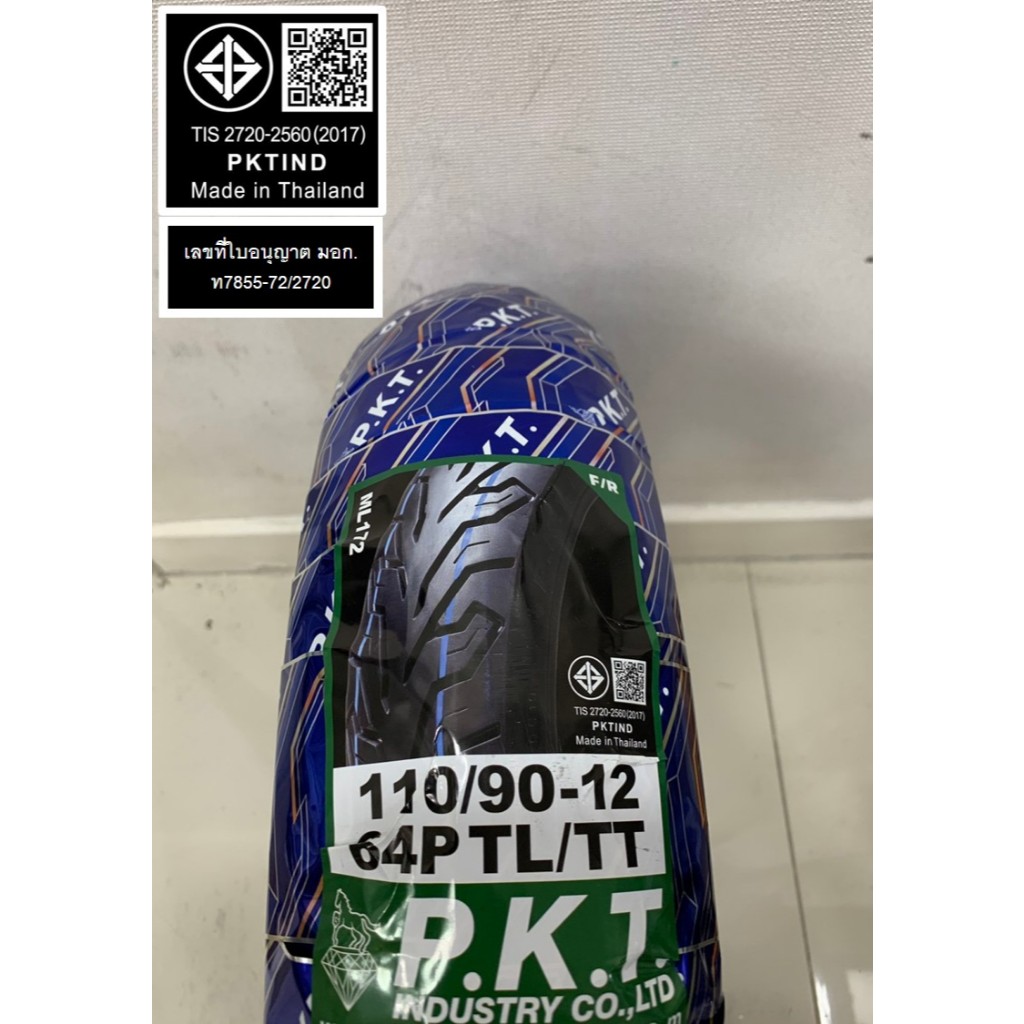 TIS 2720-2560(2017)
PKTIND
Made in Thailand
เลขที่ใบอนุญาต มอก.
ท7855-72/2720
P.K.T.
P.K.T.
ML172
F/R
TIS 2720-2560(2017)
PKTIND
Made in Thailand
110/90-12
64P TL/TT
P.K.T.
INDUSTRY CO.,LTD